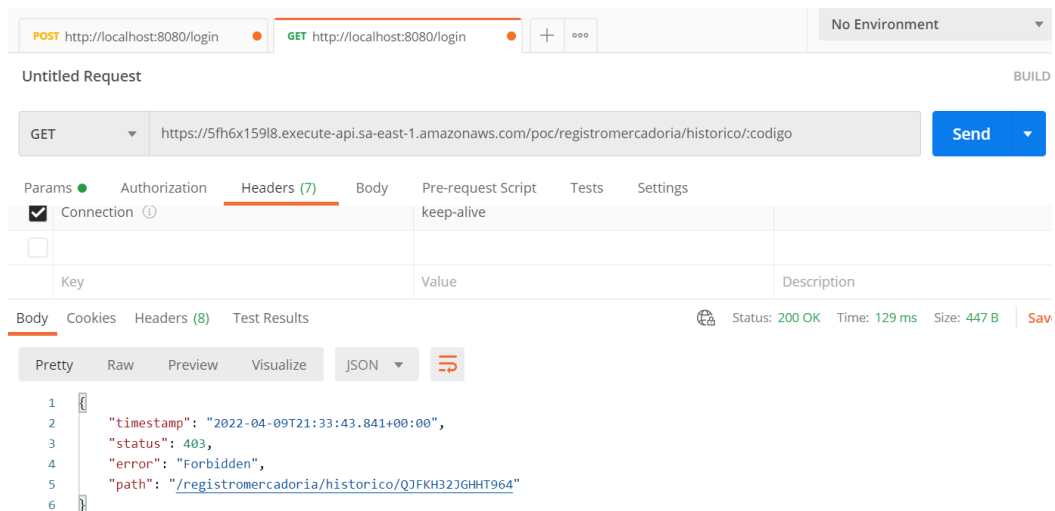 POST http://localhost:8080/login GET http://localhost:8080/login + ooo No Environment
Untitled Request BUILD
GET https://5fh6x159l8.execute-api.sa-east-1.amazonaws.com/poc/registromercadoria/historico/:codigo Send
Params Authorization Headers (7) Body Pre-request Script Tests Settings
Connection keep-alive
Key Value Description
Body Cookies Headers (8) Test Results Status: 200 OK Time: 129 ms Size: 447 B Save
Pretty Raw Preview Visualize JSON
1 {
2 "timestamp": "2022-04-09T21:33:43.841+00:00",
3 "status": 403,
4 "error": "Forbidden",
5 "path": "/registromercadoria/historico/QJFKH32JGHHT964"
6 }